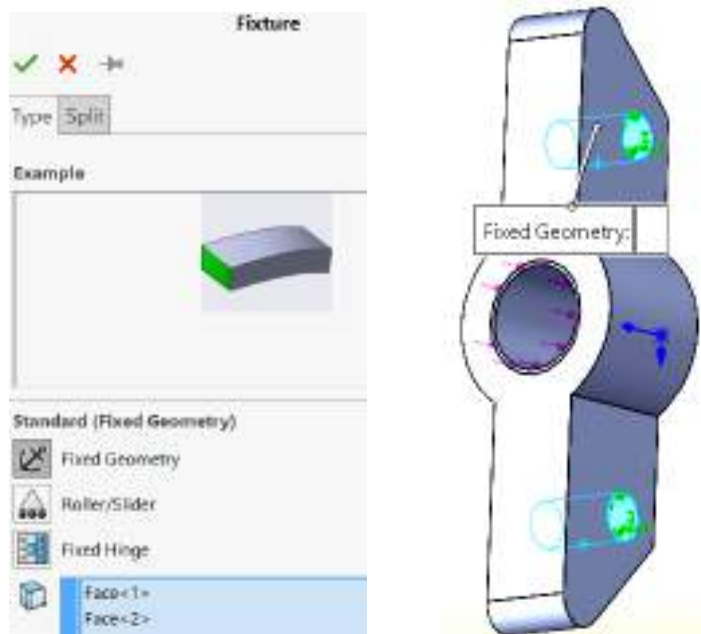 Fixture
Type Split
Example
Standard (Fixed Geometry)
Fixed Geometry
Roller/Slider
Fixed Hinge
Face<1>
Face<2>
Fixed Geometry: